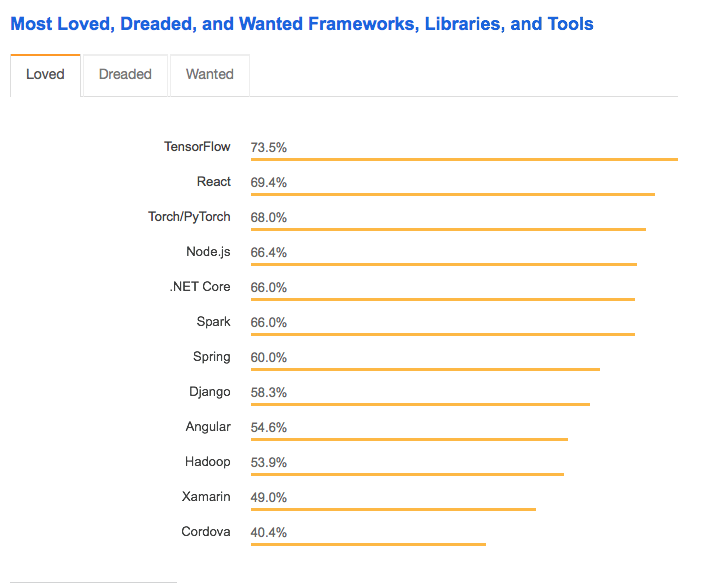 Most Loved, Dreaded, and Wanted Frameworks, Libraries, and Tools
Loved Dreaded Wanted
TensorFlow 73.5%
React 69.4%
Torch/PyTorch 68.0%
Node.js 66.4%
.NET Core 66.0%
Spark 66.0%
Spring 60.0%
Django 58.3%
Angular 54.6%
Hadoop 53.9%
Xamarin 49.0%
Cordova 40.4%